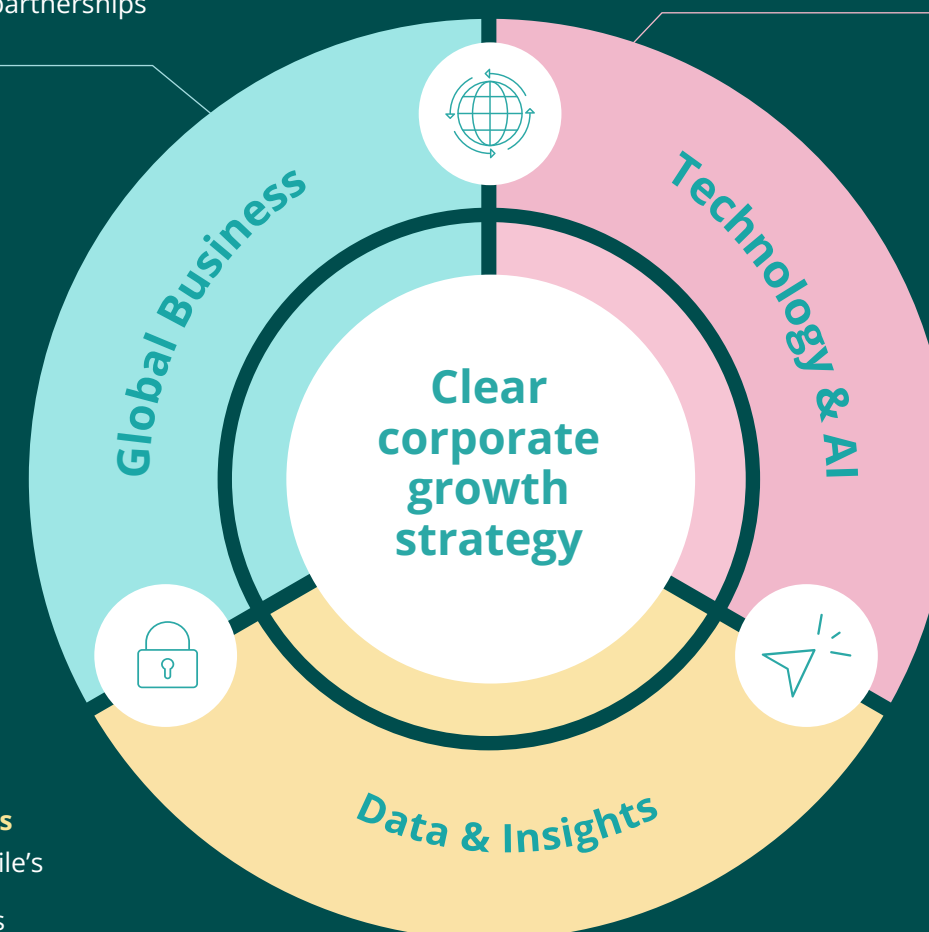 partnerships
Global Business
Technology & AI
Clear
corporate
growth
strategy
Data & Insights